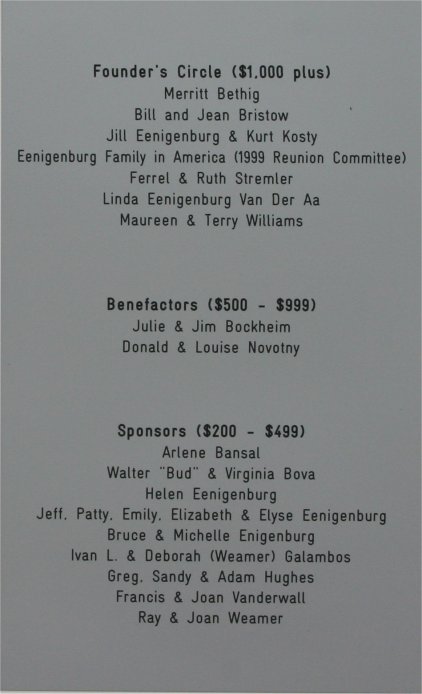 Founder's Circle ($1,000 plus)
Merritt Bethig
Bill and Jean Bristow
Jill Eenigenburg & Kurt Kosty
Eenigenburg Family in America (1999 Reunion Committee)
Ferrel & Ruth Stremler
Linda Eenigenburg Van Der Aa
Maureen & Terry Williams
Benefactors ($500 - $999)
Julie & Jim Bockheim
Donald & Louise Novotny
Sponsors ($200 - $499)
Arlene Bansal
Walter "Bud" & Virginia Bova
Helen Eenigenburg
Jeff, Patty, Emily, Elizabeth & Elyse Eenigenburg
Bruce & Michelle Enigenburg
Ivan L. & Deborah (Weamer) Galambos
Greg, Sandy & Adam Hughes
Francis & Joan Vanderwall
Ray & Joan Weamer